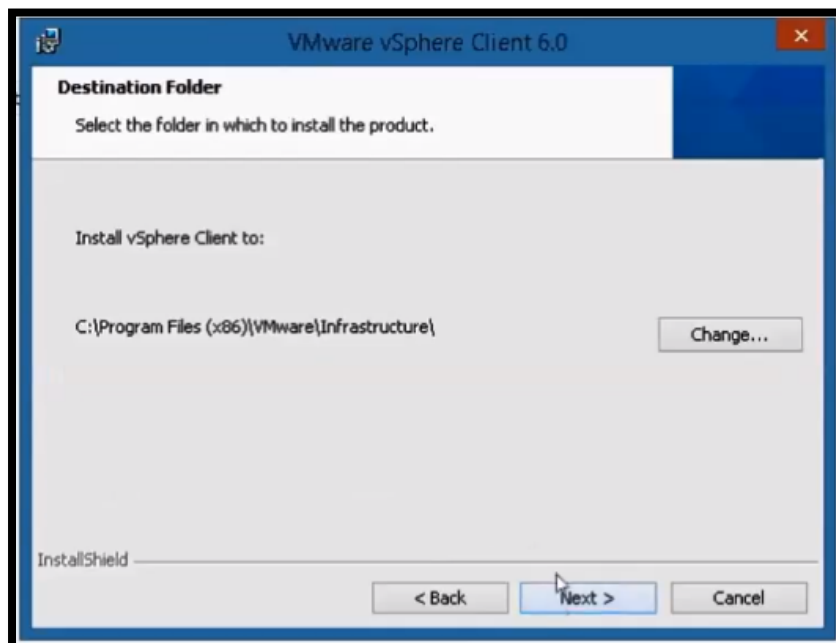 VMware vSphere Client 6.0
Destination Folder
Select the folder in which to install the product.
Install vSphere Client to:
C:\Program Files (x86)\VMware\Infrastructure\
Change...
InstallShield
< Back
Next >
Cancel